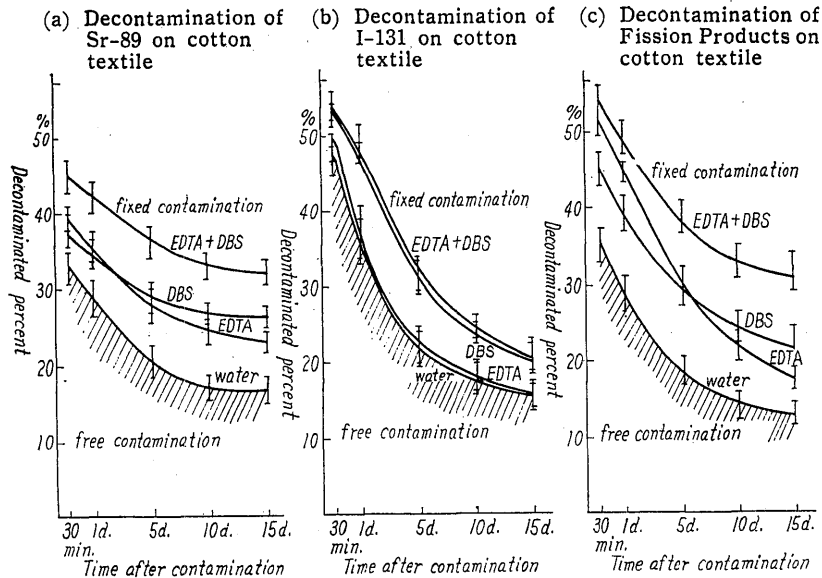 (a) Decontamination of
Sr-89 on cotton
textile
%
50
40
30
20
10
Decontaminated percent
fixed contamination
EDTA+DBS
DBS
EDTA
water
free contamination
30
min.
1d.
5d.
10d.
15d.
Time after contamination
(b) Decontamination of
I-131 on cotton
textile
%
50
40
30
20
10
Decontaminated percent
fixed contamination
EDTA+DBS
DBS
EDTA
water
free contamination
30
min.
1d.
5d.
10d.
15d.
Time after contamination
(c) Decontamination of
Fission Products on
cotton textile
%
50
40
30
20
10
Decontaminated percent
fixed contamination
EDTA+DBS
DBS
EDTA
water
free contamination
30
min.
1d.
5d.
10d.
15d.
Time after contamination